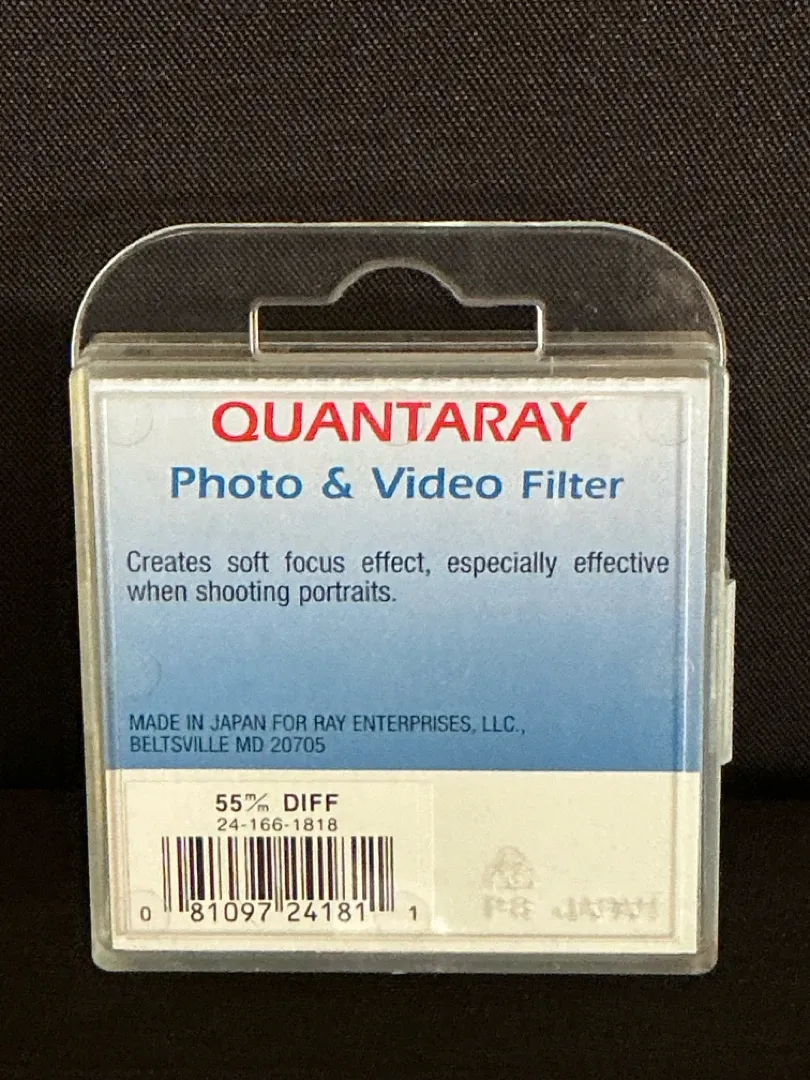 QUANTARAY
Photo & Video Filter
Creates soft focus effect, especially effective
when shooting portraits.
MADE IN JAPAN FOR RAY ENTERPRISES, LLC.,
BELTSVILLE MD 20705
55m/m DIFF
24-166-1818
0 81097 24181 1
JAPAN